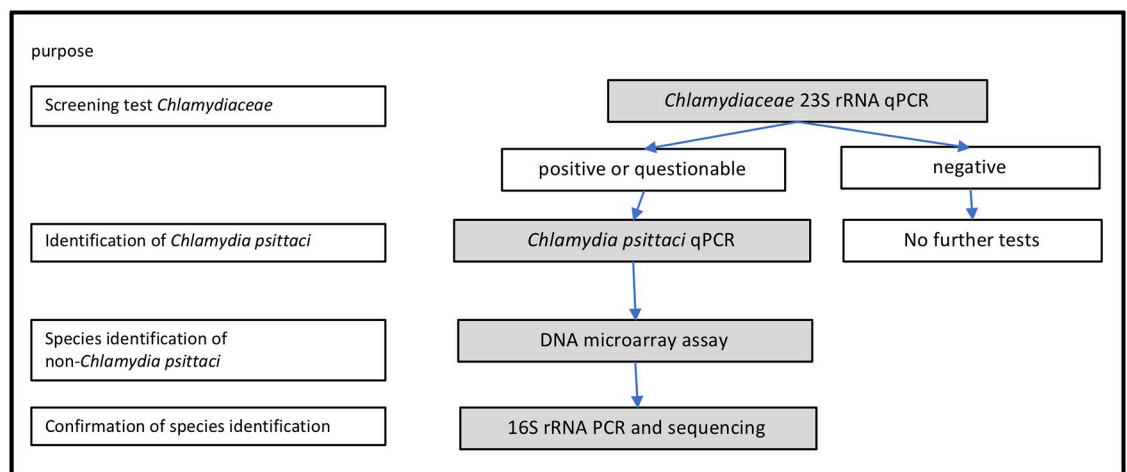 purpose
Screening test Chlamydiaceae
Chlamydiaceae 23S rRNA qPCR
positive or questionable
negative
Identification of Chlamydia psittaci
Chlamydia psittaci qPCR
No further tests
Species identification of
non-Chlamydia psittaci
DNA microarray assay
Confirmation of species identification
16S rRNA PCR and sequencing